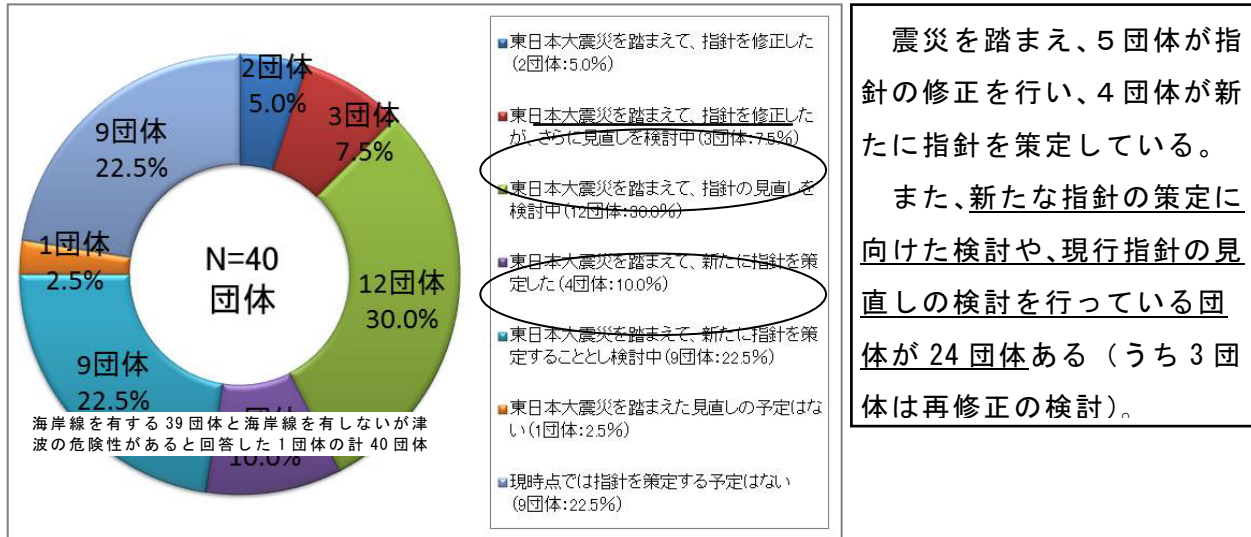 2団体
5.0%
3団体
7.5%
12団体
30.0%
10.0%
9団体
22.5%
1団体
2.5%
9団体
22.5%
N=40
団体
海岸線を有する 39 団体と海岸線を有しないが津
波の危険性があると回答した 1 団体の計 40 団体
東日本大震災を踏まえて、指針を修正した
(2団体:5.0%)
東日本大震災を踏まえて、指針を修正した
が、さらに見直しを検討中(3団体:7.5%)
東日本大震災を踏まえて、指針の見直しを
検討中(12団体:30.0%)
東日本大震災を踏まえて、新たに指針を策
定した(4団体:10.0%)
東日本大震災を踏まえて、新たに指針を策
定することとし検討中(9団体:22.5%)
東日本大震災を踏まえた見直しの予定はな
い(1団体:2.5%)
現時点では指針を策定する予定はない
(9団体:22.5%)
震災を踏まえ、5団体が指
針の修正を行い、4団体が新
たに指針を策定している。
また、新たな指針の策定に
向けた検討や、現行指針の見
直しの検討を行っている団
体が 24 団体ある(うち 3 団
体は再修正の検討)。